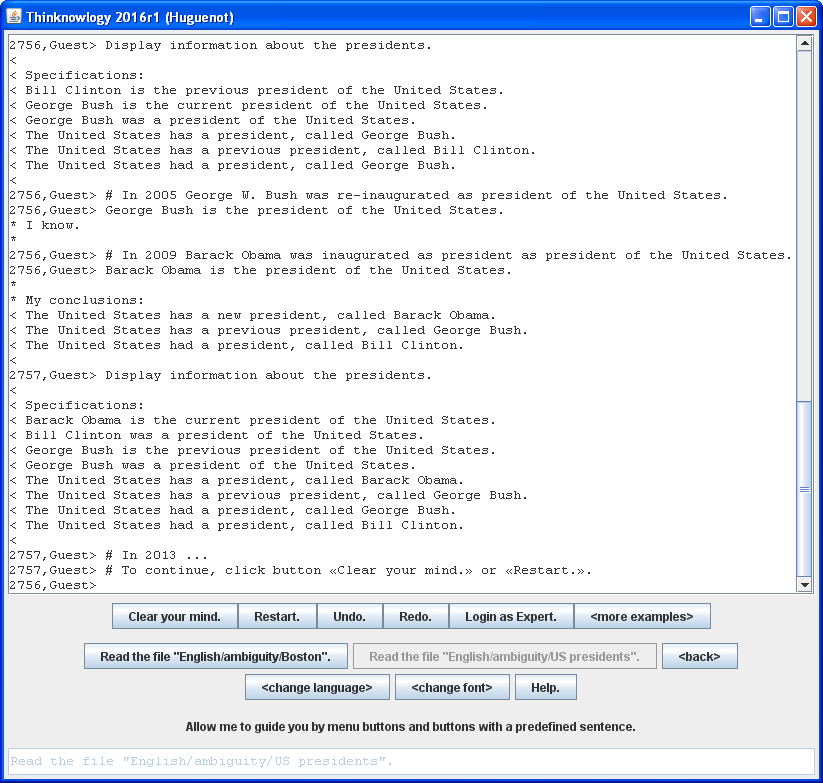 Thinknowlogy 2016r1 (Huguenot)
2756,Guest> Display information about the presidents.
<
< Specifications:
< Bill Clinton is the previous president of the United States.
< George Bush is the current president of the United States.
< George Bush was a president of the United States.
< The United States has a president, called George Bush.
< The United States has a previous president, called Bill Clinton.
< The United States had a president, called George Bush.
<
2756,Guest> # In 2005 George W. Bush was re-inaugurated as president of the United States.
2756,Guest> George Bush is the president of the United States.
* I know.
*
2756,Guest> # In 2009 Barack Obama was inaugurated as president as president of the United States.
2756,Guest> Barack Obama is the president of the United States.
*
* My conclusions:
< The United States has a new president, called Barack Obama.
< The United States has a previous president, called George Bush.
< The United States had a president, called Bill Clinton.
<
2757,Guest> Display information about the presidents.
<
< Specifications:
< Barack Obama is the current president of the United States.
< Bill Clinton was a president of the United States.
< George Bush is the previous president of the United States.
< George Bush was a president of the United States.
< The United States has a president, called Barack Obama.
< The United States has a previous president, called George Bush.
< The United States had a president, called George Bush.
< The United States had a president, called Bill Clinton.
<
2757,Guest> # In 2013 ...
2757,Guest> # To continue, click button «Clear your mind.» or «Restart.».
2756,Guest>
Clear your mind. Restart. Undo. Redo. Login as Expert. <more examples>
Read the file "English/ambiguity/Boston". Read the file "English/ambiguity/US presidents". <back>
<change language> <change font> Help.
Allow me to guide you by menu buttons and buttons with a predefined sentence.
Read the file "English/ambiguity/US presidents".